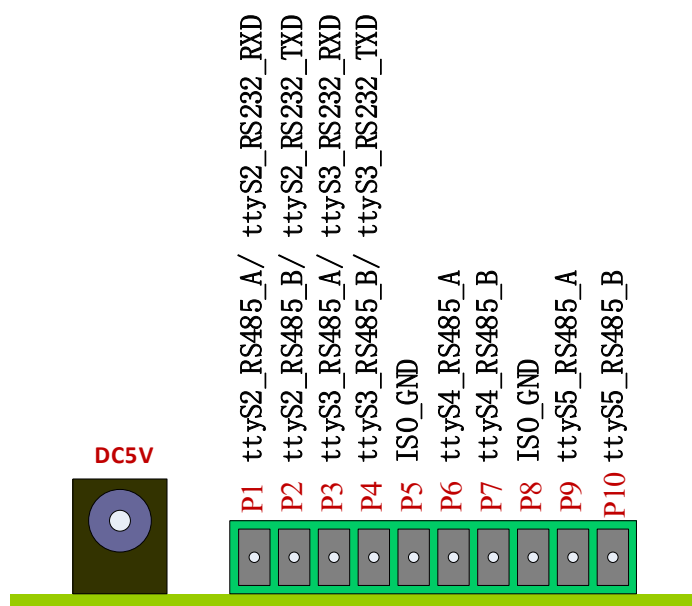 DC5V
P1 ttyS2_RS485_A/ ttyS2_RS232_RXD
P2 ttyS2_RS485_B/ ttyS2_RS232_TXD
P3 ttyS3_RS485_A/ ttyS3_RS232_RXD
P4 ttyS3_RS485_B/ ttyS3_RS232_TXD
P5 ISO_GND
P6 ttyS4_RS485_A
P7 ttyS4_RS485_B
P8 ISO_GND
P9 ttyS5_RS485_A
P10 ttyS5_RS485_B